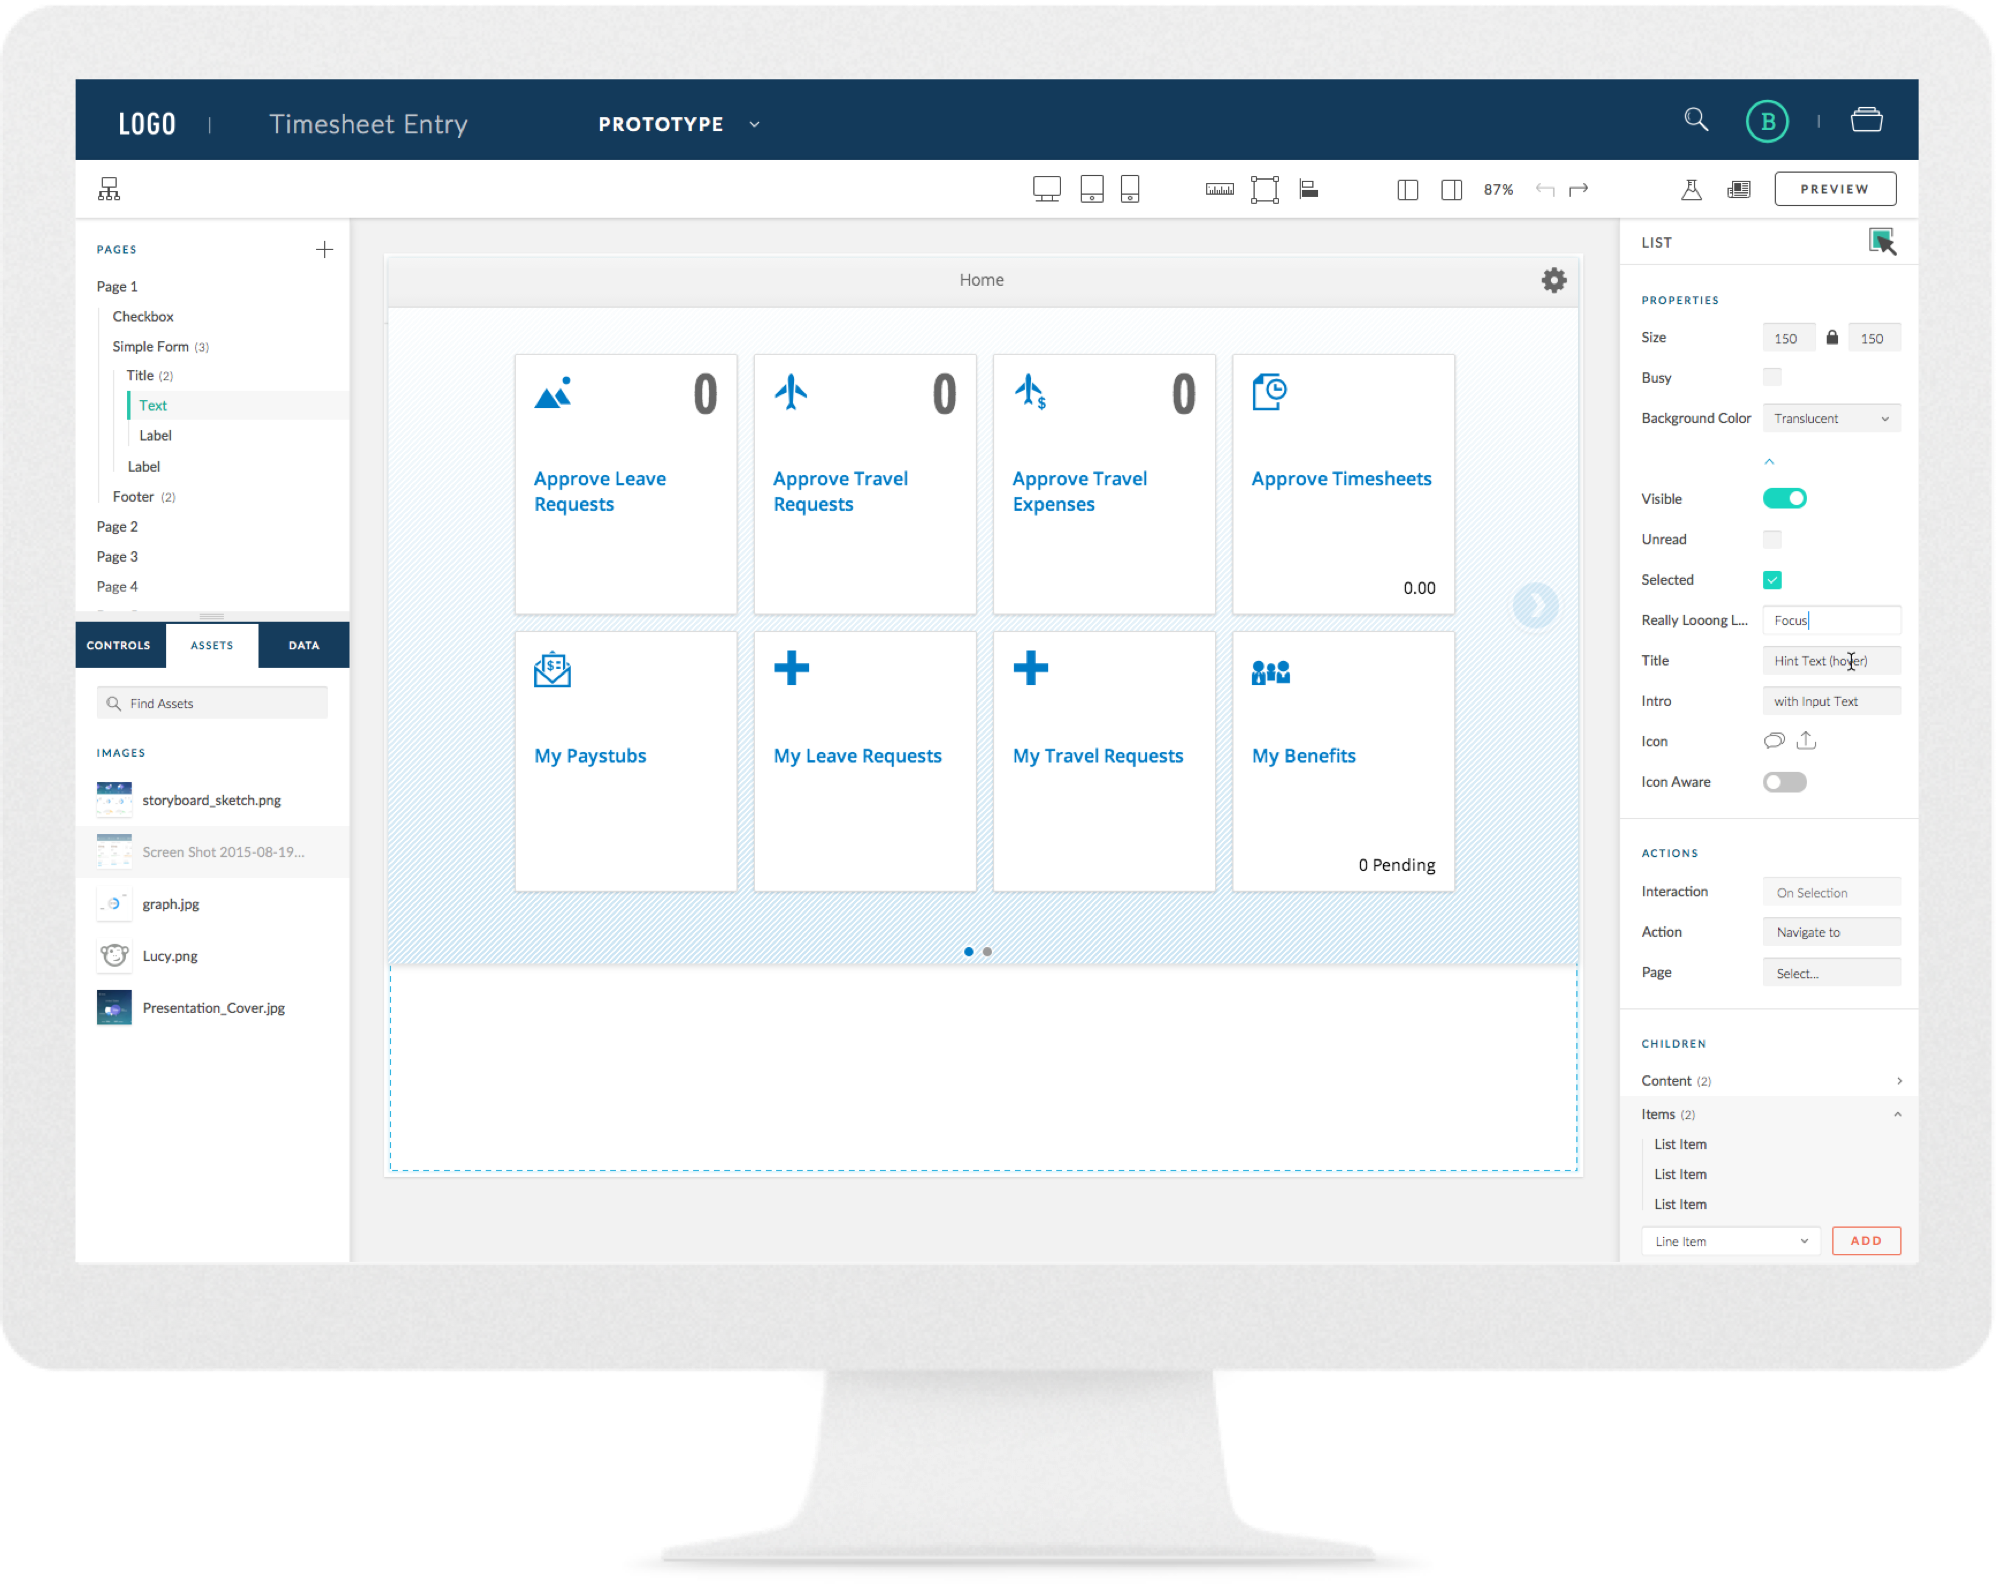 LOGO
Timesheet Entry
PROTOTYPE
B
87%
PREVIEW
PAGES
Page 1
Checkbox
Simple Form (3)
Title (2)
Text
Label
Label
Footer (2)
Page 2
Page 3
Page 4
CONTROLS
ASSETS
DATA
Find Assets
IMAGES
storyboard_sketch.png
Screen Shot 2015-08-19...
graph.jpg
Lucy.png
Presentation_Cover.jpg
Home
0
Approve Leave
Requests
0
Approve Travel
Requests
0
$
Approve Travel
Expenses
Approve Timesheets
0.00
$
My Paystubs
My Leave Requests
My Travel Requests
My Benefits
0 Pending
LIST
PROPERTIES
Size 150 150
Busy
Background Color Translucent
Visible
Unread
Selected
Really Looong L... Focus
Title Hint Text (hover)
Intro with Input Text
Icon
Icon Aware
ACTIONS
Interaction On Selection
Action Navigate to
Page Select...
CHILDREN
Content (2)
Items (2)
List Item
List Item
List Item
Line Item ADD